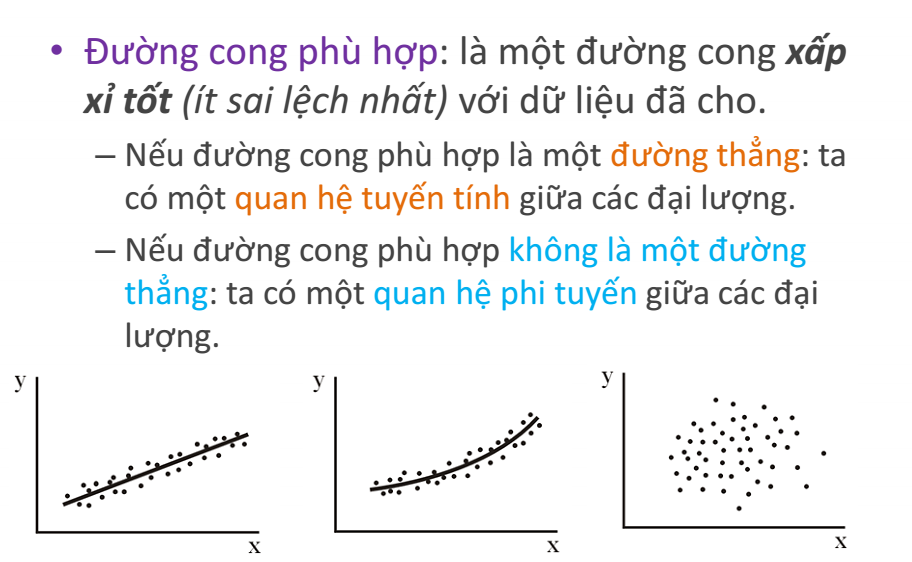 • Đường cong phù hợp: là một đường cong xấp
xỉ tốt (ít sai lệch nhất) với dữ liệu đã cho.
– Nếu đường cong phù hợp là một đường thẳng: ta
có một quan hệ tuyến tính giữa các đại lượng.
– Nếu đường cong phù hợp không là một đường
thẳng: ta có một quan hệ phi tuyến giữa các đại
lượng.
y
x
y
x
y
x